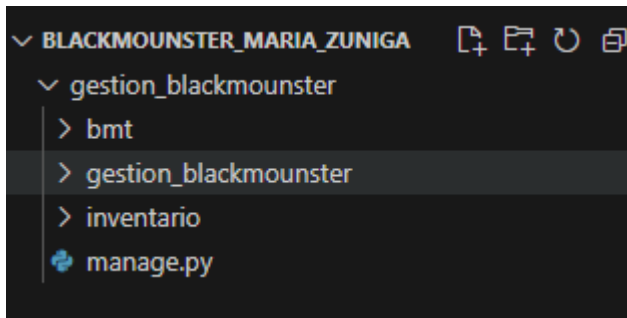 BLACKMOUNSTER_MARIA_ZUNIGA
gestion_blackmounster
bmt
gestion_blackmounster
inventario
manage.py